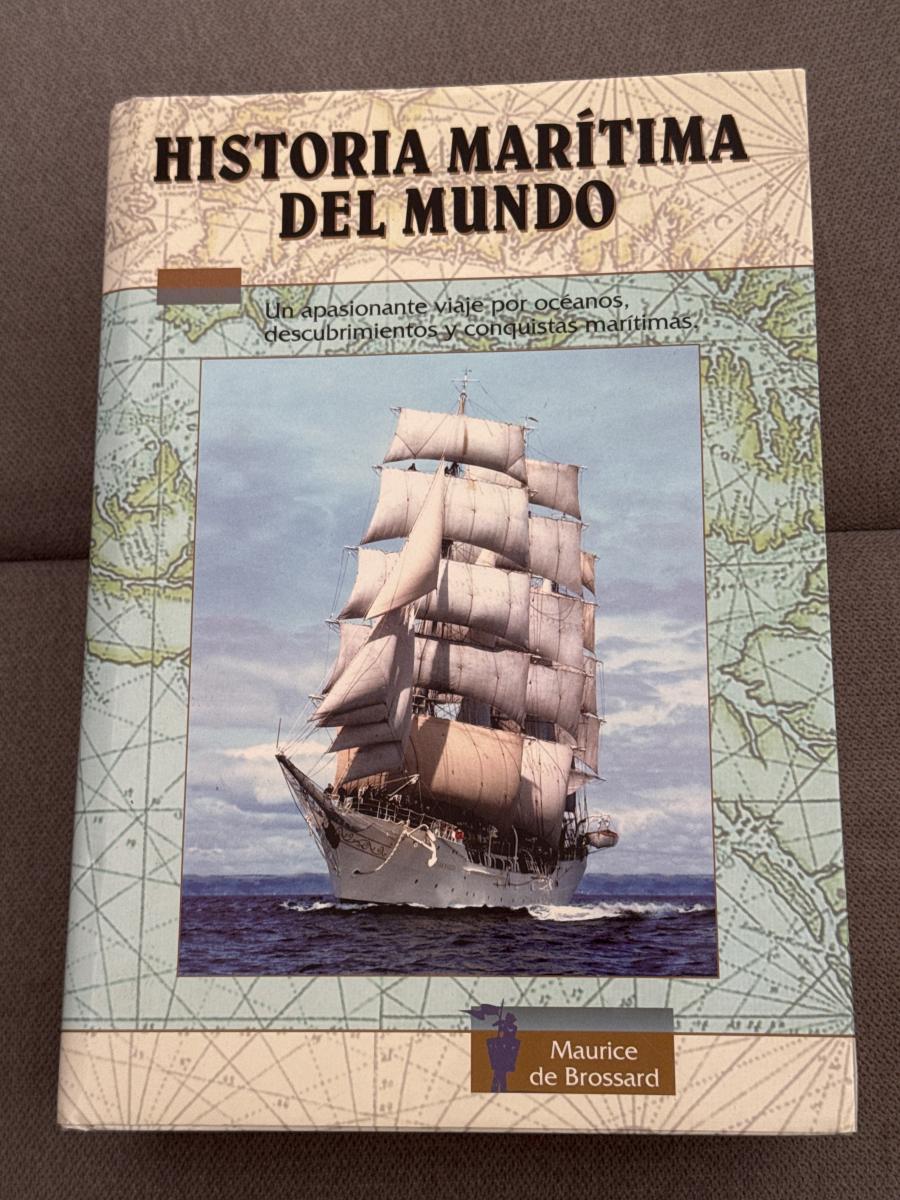 HISTORIA MARÍTIMA
DEL MUNDO
Un apasionante viaje por océanos,
descubrimientos y conquistas marítimas.
Maurice
de Brossard